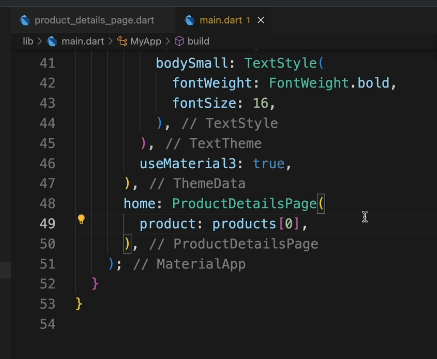 product_details_page.dart
main.dart 1 ×
lib > main.dart > MyApp > build
41 bodySmall: TextStyle(
42 fontWeight: FontWeight.bold,
43 fontSize: 16,
44 ), // TextStyle
45 ), // TextTheme
46 useMaterial3: true,
47 ), // ThemeData
48 home: ProductDetailsPage(
49 product: products[0],
50 ), // ProductDetailsPage
51 ); // MaterialApp
52 }
53 }
54